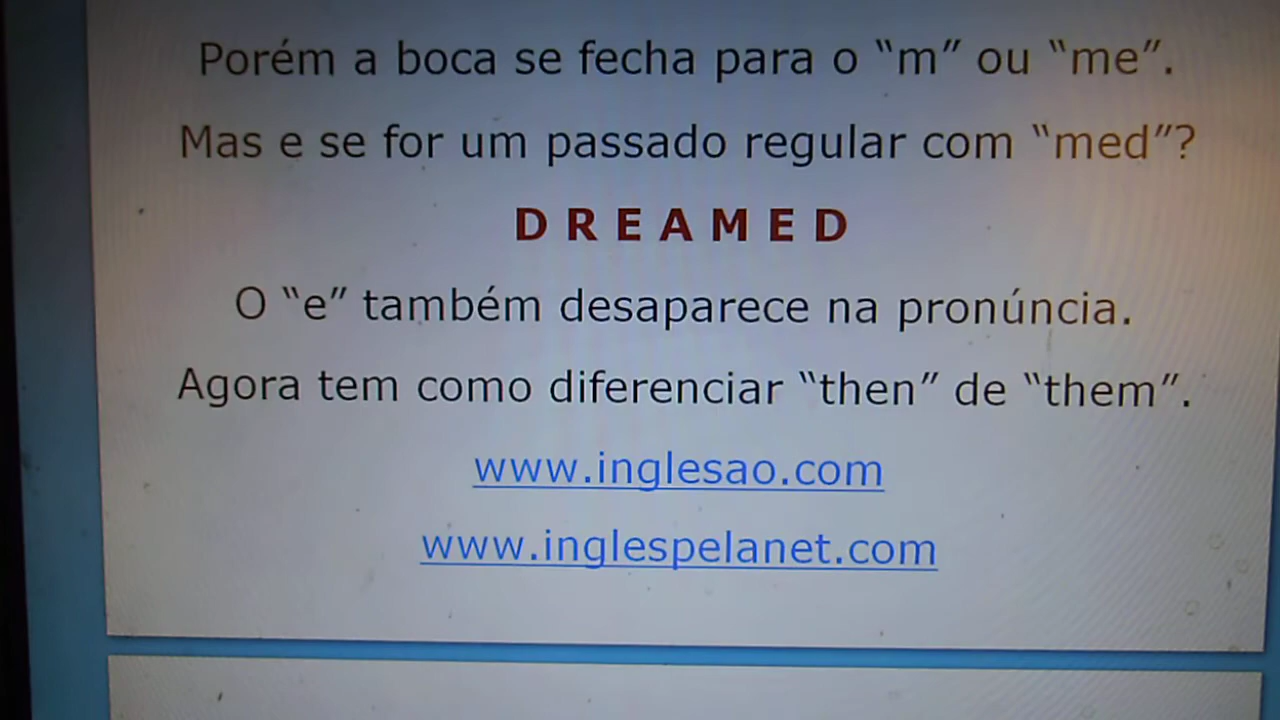 Porém a boca se fecha para o “m” ou “me”.
Mas e se for um passado regular com “med”?
D R E A M E D
O “e” também desaparece na pronúncia.
Agora tem como diferenciar “then” de “them”.
www.inglesao.com
www.inglespelanet.com